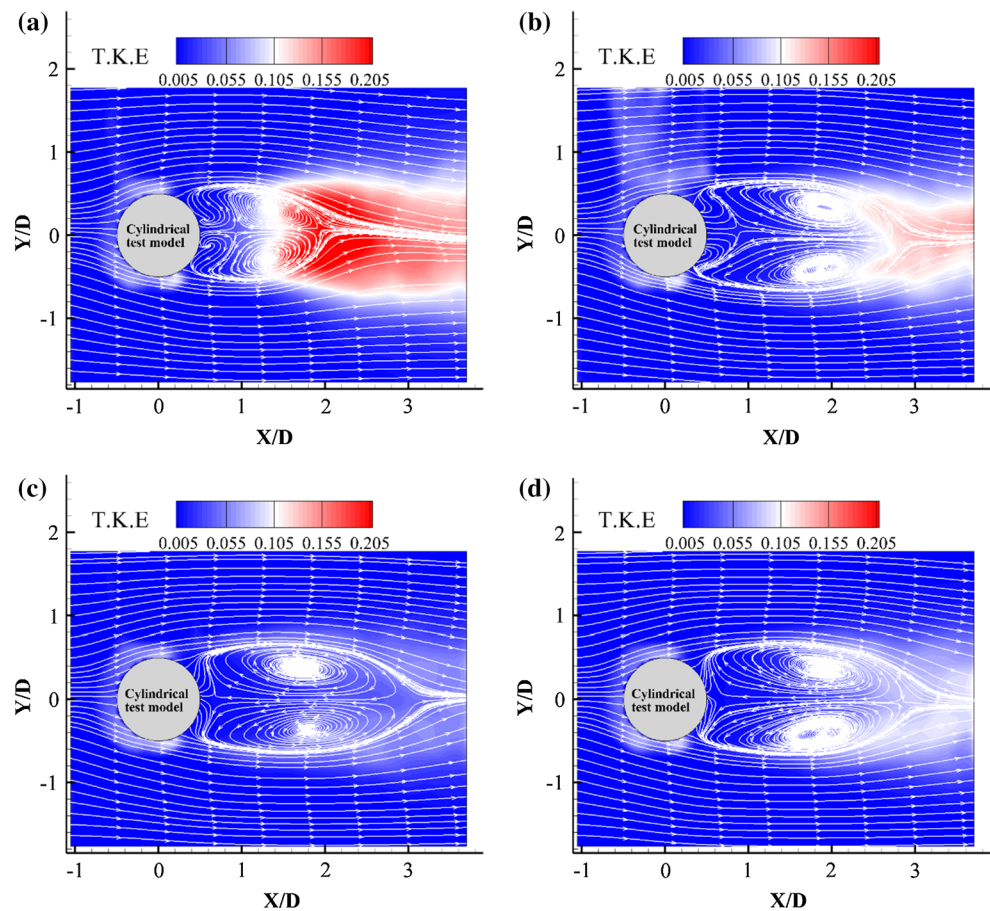 (a)
T.K.E
0.005 0.055 0.105 0.155 0.205
2
1
0
-1
Y/D
Cylindrical
test model
-1 0 1 2 3
X/D
(b)
T.K.E
0.005 0.055 0.105 0.155 0.205
2
1
0
-1
Y/D
Cylindrical
test model
-1 0 1 2 3
X/D
(c)
T.K.E
0.005 0.055 0.105 0.155 0.205
2
1
0
-1
Y/D
Cylindrical
test model
-1 0 1 2 3
X/D
(d)
T.K.E
0.005 0.055 0.105 0.155 0.205
2
1
0
-1
Y/D
Cylindrical
test model
-1 0 1 2 3
X/D